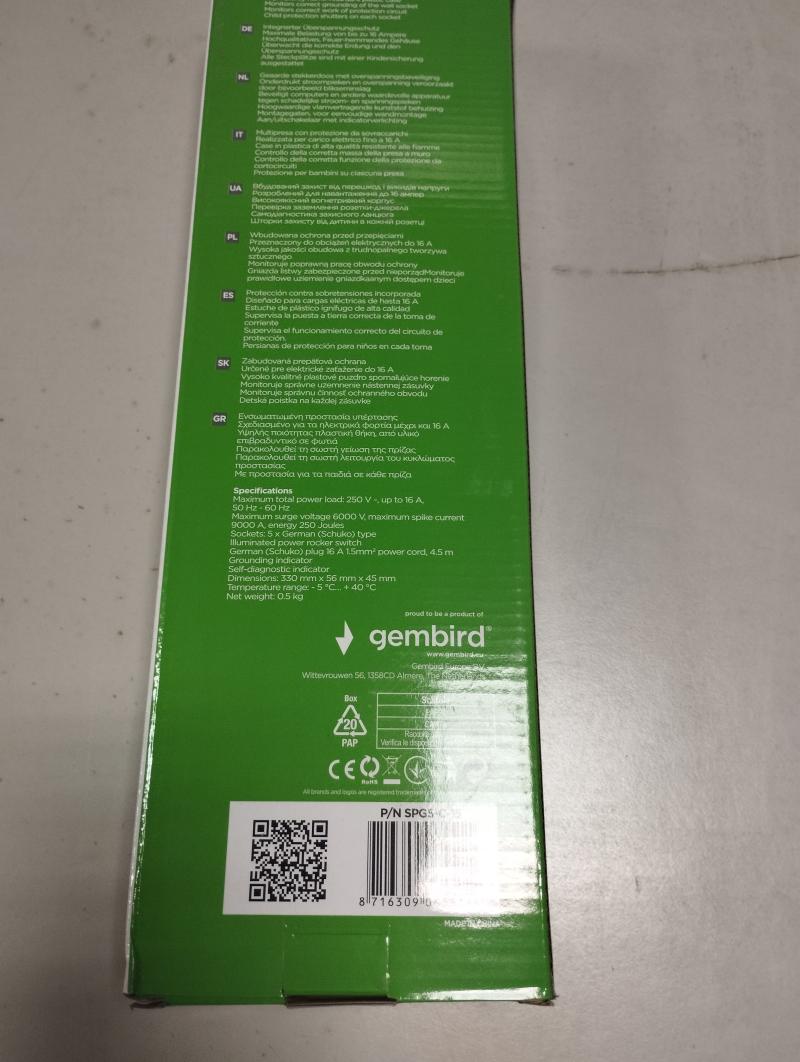 Monitors correct grounding of the wall socket
Monitors correct work of protection circuit
Child protection shutters on each socket
DE Integrierter Überspannungsschutz
Maximale Belastung von bis zu 16 Ampere
Hochqualitatives, Feuer-hemmendes Gehäuse
Überwacht die korrekte Erdung und den
Überspannungsschutz
Alle Steckplätze sind mit einer Kindersicherung
ausgestattet
NL Geaarde stekkerdoos met overspanningsbeveiliging
Onderdrukt stroompieken en overspanning veroorzaakt
door bijvoorbeeld blikseminslag
Beveiligt computers en andere waardevolle apparatuur
tegen schadelijke stroom- en spanningspieken
Hoogwaardige vlamvertragende kunststof behuizing
Montagegaten, voor eenvoudige wandmontage
Aan/uitschakelaar met indicatorverlichting
IT Multipresa con protezione da sovraccarichi
Realizzata per carico elettrico fino a 16 A
Case in plastica di alta qualità resistente alle fiamme
Controllo della corretta massa della presa a muro
Controllo della corretta funzione della protezione da
cortocircuiti
Protezione per bambini su ciascuna presa
UA Вбудований захист від перешкод і викидів напруги
Розроблений для навантаження до 16 ампер
Високоякісний вогнетривкий корпус
Перевірка заземлення розетки-джерела
Самодіагностика захисного ланцюга
Шторки захисту від дитини в кожній розетці
PL Wbudowana ochrona przed przepięciami
Przeznaczony do obciążeń elektrycznych do 16 A
Wysoka jakości obudowa z trudnopalnego tworzywa
sztucznego
Monitoruje poprawną pracę obwodu ochrony
Gniazda listwy zabezpieczone przed nieporządMonitoruje
prawidłowe uziemienie gniazdkaanym dostępem dzieci
ES Protección contra sobretensiones incorporada
Diseñado para cargas eléctricas de hasta 16 A
Estuche de plástico ignífugo de alta calidad
Supervisa la puesta a tierra correcta de la toma de
corriente
Supervisa el funcionamiento correcto del circuito de
protección.
Persianas de protección para niños en cada toma
SK Zabudovaná prepäťová ochrana
Určené pre elektrické zaťaženie do 16 A
Vysoko kvalitné plastové puzdro spomaľujúce horenie
Monitoruje správne uzemnenie nástennej zásuvky
Monitoruje správnu činnosť ochranného obvodu
Detská poistka na každej zásuvke
GR Ενσωματωμένη προστασία υπέρτασης
Σχεδιασμένο για τα ηλεκτρικά φορτία μέχρι και 16 Α
Υψηλής ποιότητας πλαστική θήκη, από υλικό
επιβραδυντικό σε φωτιά
Παρακολουθεί τη σωστή γείωση της πρίζας
Παρακολουθεί τη σωστή λειτουργία του κυκλώματος
προστασίας
Με προστασία για τα παιδιά σε κάθε πρίζα
Specifications
Maximum total power load: 250 V ~, up to 16 A,
50 Hz - 60 Hz
Maximum surge voltage 6000 V, maximum spike current
9000 A, energy 250 Joules
Sockets: 5 x German (Schuko) type
Illuminated power rocker switch
German (Schuko) plug 16 A 1.5mm² power cord, 4.5 m
Grounding indicator
Self-diagnostic indicator
Dimensions: 330 mm x 56 mm x 45 mm
Temperature range: - 5 °C... + 40 °C
Net weight: 0.5 kg
proud to be a product of
gembird®
www.gembird.eu
Gembird Europe B.V.
Wittevrouwen 56, 1358CD Almere, The Netherlands
Box
20
PAP
Verifica le
CE
RoHS
All brands and logos are registered
P/N SPG5-C-15
8 716309
MADE IN CHINA